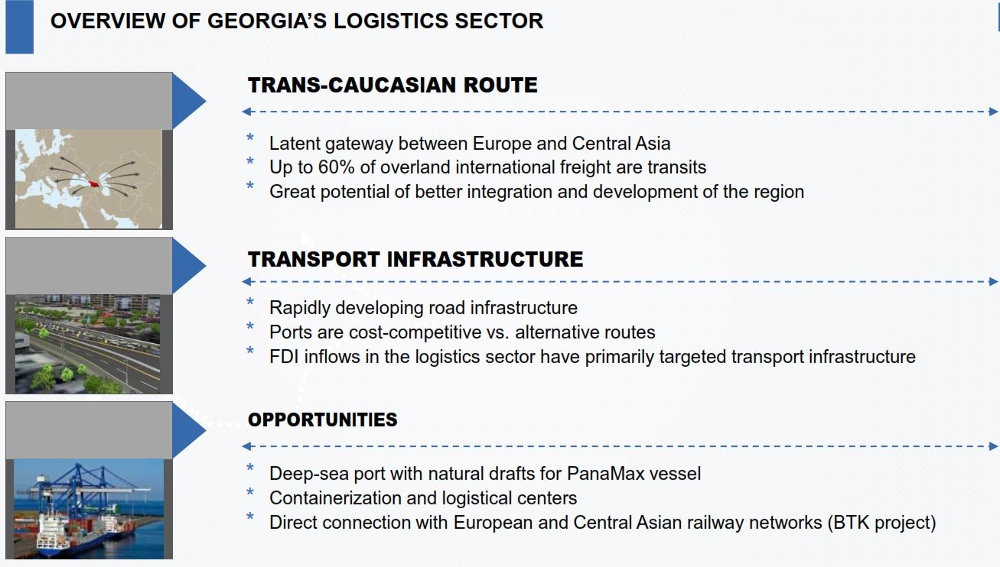 OVERVIEW OF GEORGIA’S LOGISTICS SECTOR
TRANS-CAUCASIAN ROUTE
* Latent gateway between Europe and Central Asia
* Up to 60% of overland international freight are transits
* Great potential of better integration and development of the region
TRANSPORT INFRASTRUCTURE
* Rapidly developing road infrastructure
* Ports are cost-competitive vs. alternative routes
* FDI inflows in the logistics sector have primarily targeted transport infrastructure
OPPORTUNITIES
* Deep-sea port with natural drafts for PanaMax vessel
* Containerization and logistical centers
* Direct connection with European and Central Asian railway networks (BTK project)